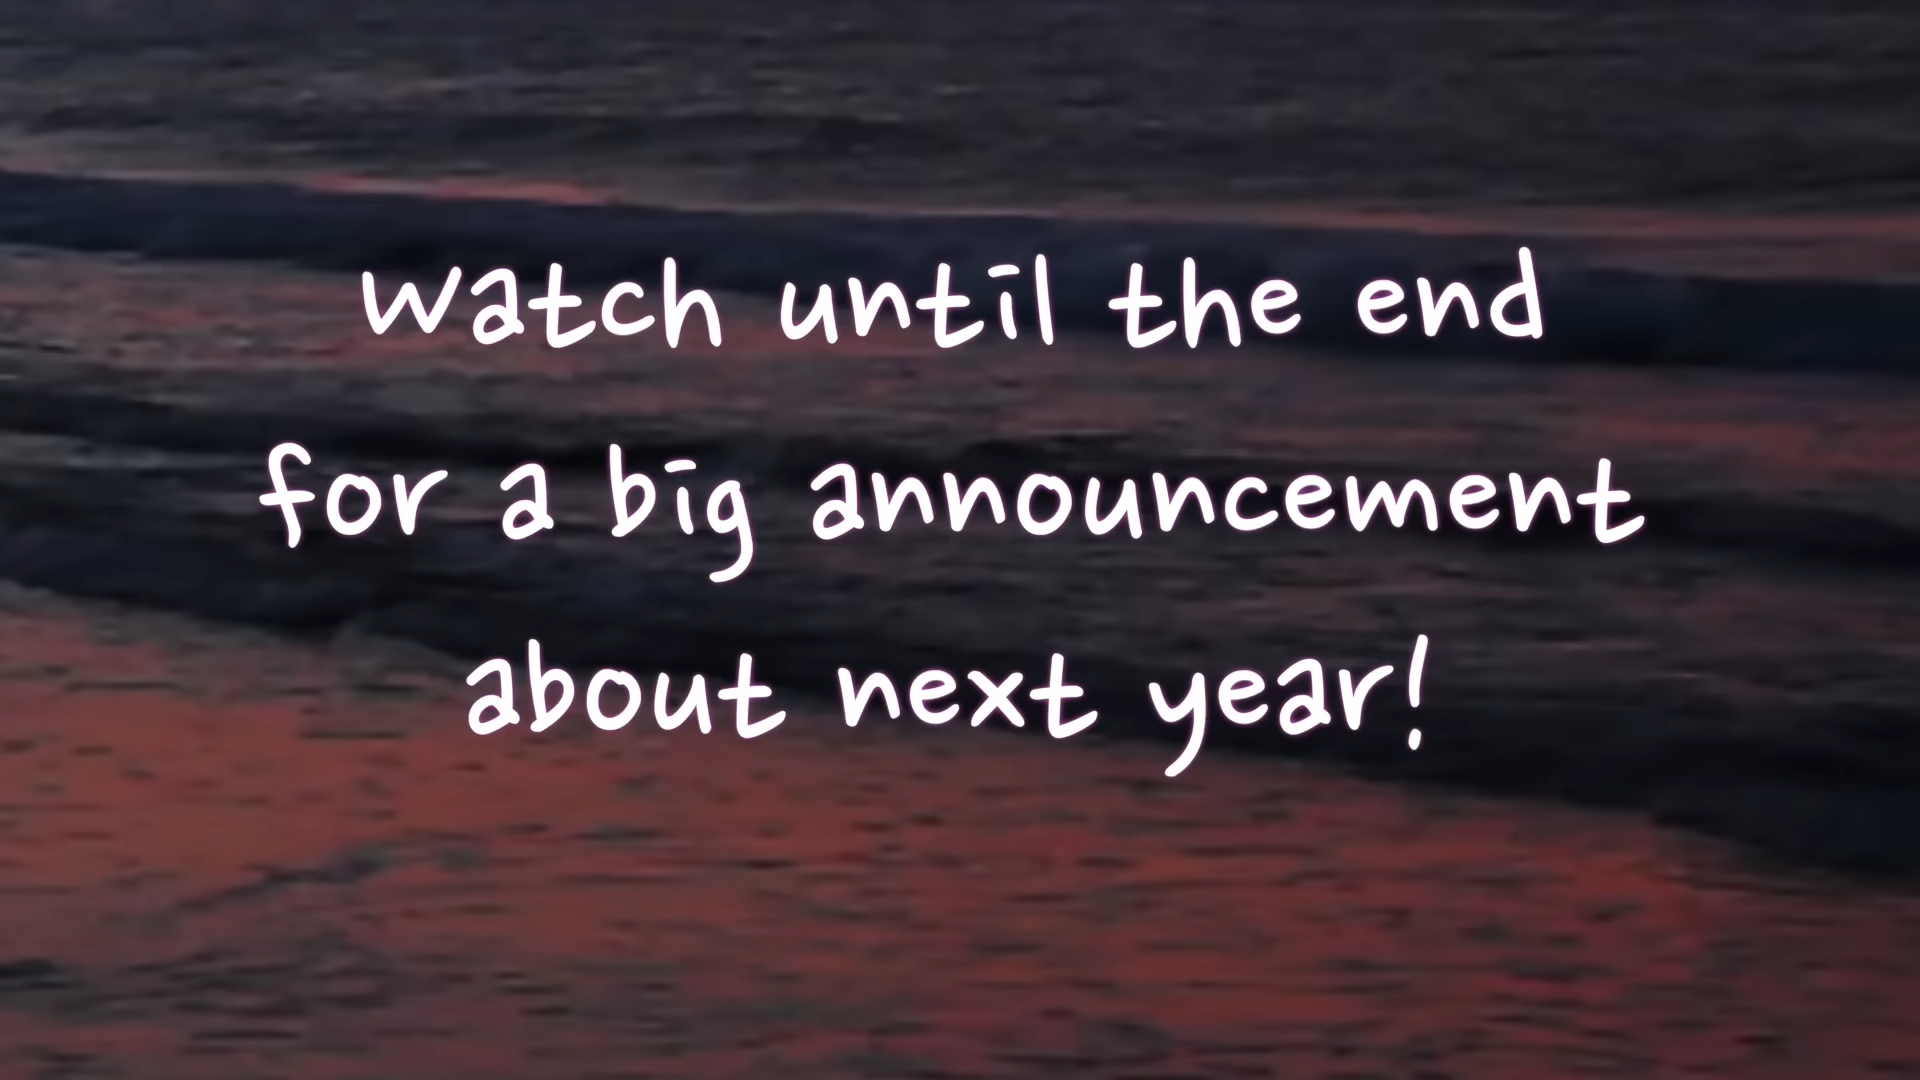 watch until the end
for a big announcement
about next year!